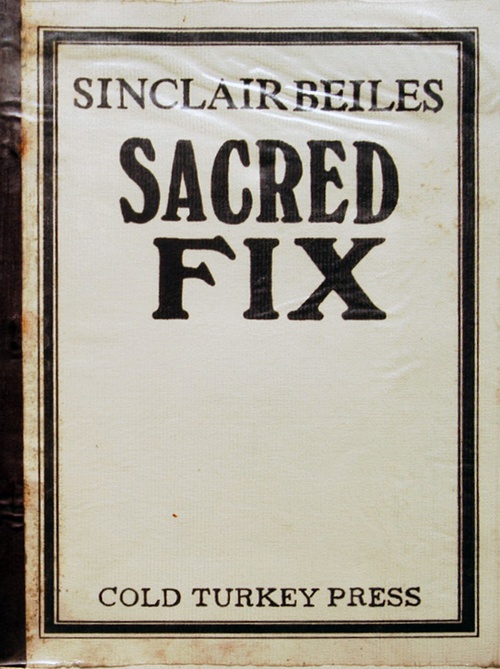 SINCLAIR BEILES
SACRED
FIX
COLD TURKEY PRESS